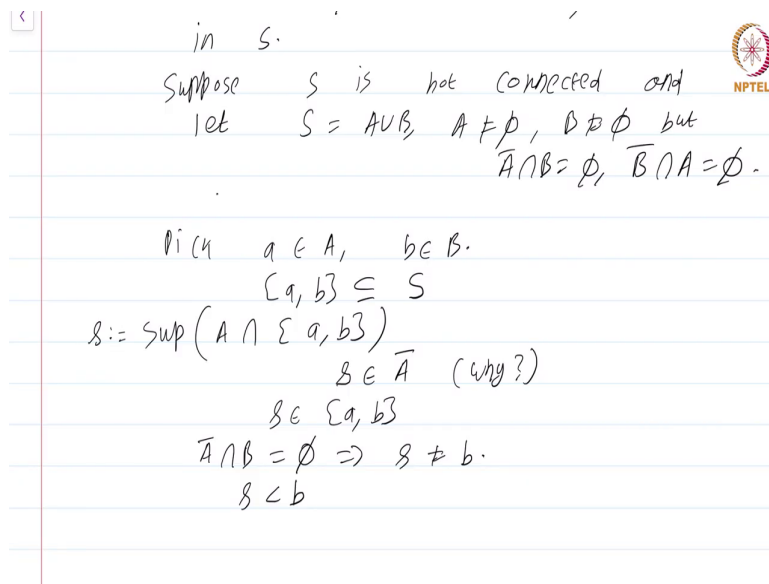 in S.
NPTEL
Suppose S is not connected and
let S = A∪B, A ≠ ∅, B ≠ ∅ but
A̅ ∩ B = ∅, B̅ ∩ A = ∅.
Pick a ∈ A, b ∈ B.
[a, b] ⊆ S
s := sup(A ∩ [a, b])
s ∈ A̅ (why?)
s ∈ [a, b]
A̅ ∩ B = ∅ => s ≠ b.
s < b